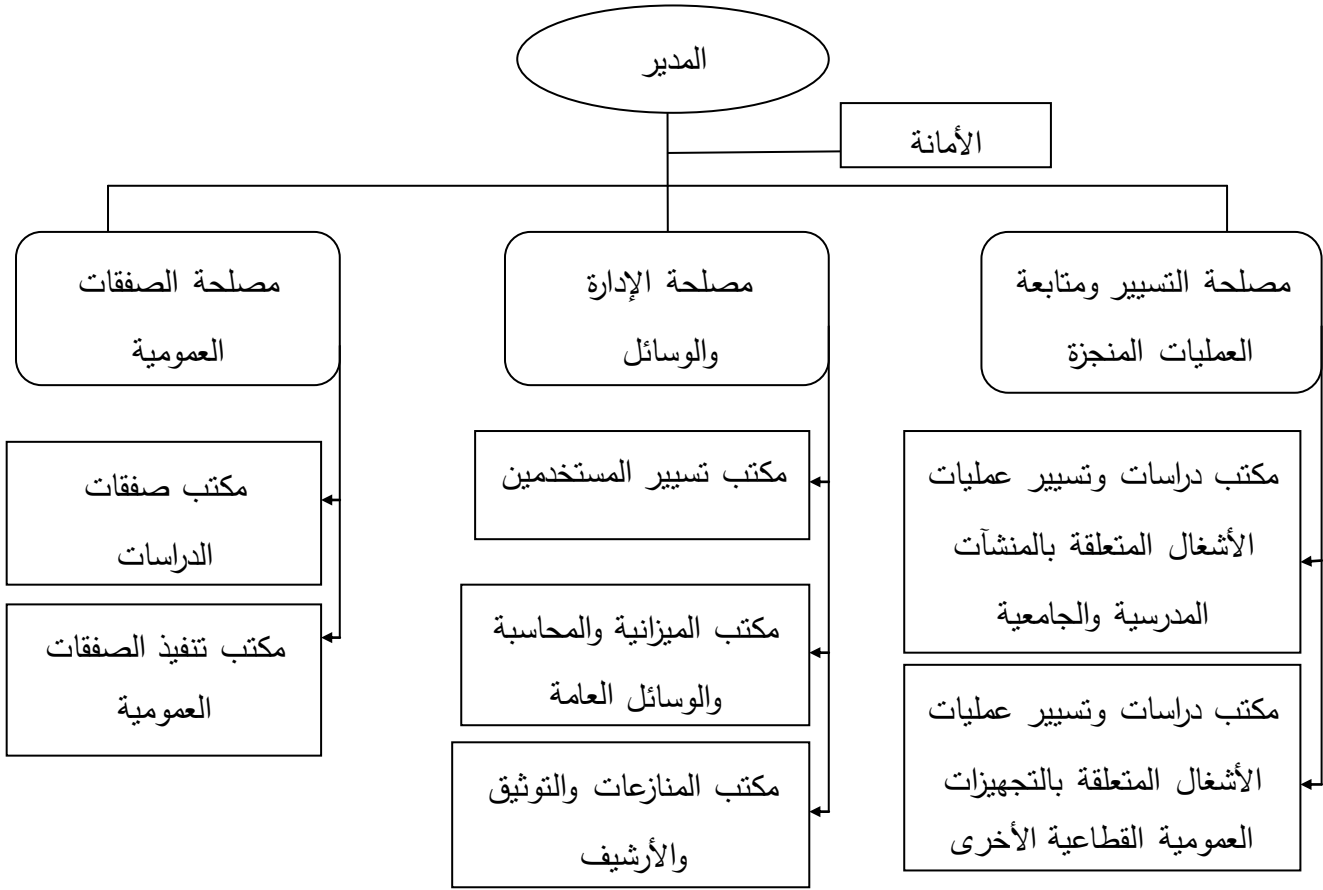 المدير
الأمانة
مصلحة التسيير ومتابعة
العمليات المنجزة
مكتب دراسات وتسيير عمليات
الأشغال المتعلقة بالمنشآت
المدرسية والجامعية
مكتب دراسات وتسيير عمليات
الأشغال المتعلقة بالتجهيزات
العمومية القطاعية الأخرى
مصلحة الإدارة
والوسائل
مكتب تسيير المستخدمين
مكتب الميزانية والمحاسبة
والوسائل العامة
مكتب المنازعات والتوثيق
والأرشيف
مصلحة الصفقات
العمومية
مكتب صفقات
الدراسات
مكتب تنفيذ الصفقات
العمومية